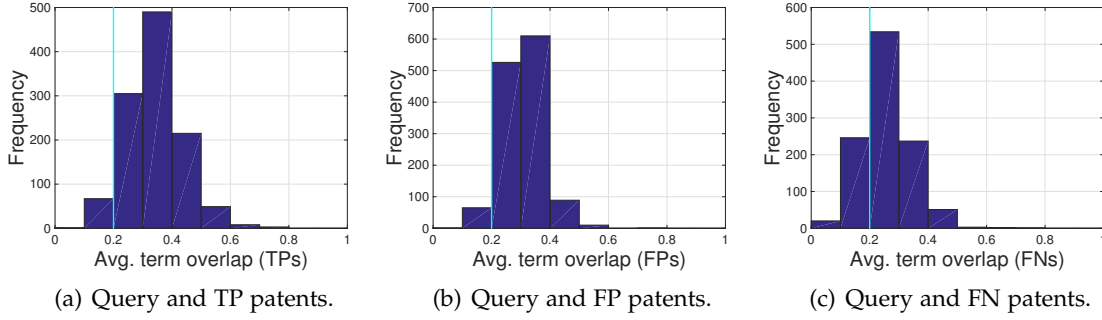 500
400
300
200
100
0
0 0.2 0.4 0.6 0.8 1
Frequency
Avg. term overlap (TPs)
(a) Query and TP patents.
700
600
500
400
300
200
100
0
0 0.2 0.4 0.6 0.8 1
Frequency
Avg. term overlap (FPs)
(b) Query and FP patents.
600
500
400
300
200
100
0
0 0.2 0.4 0.6 0.8 1
Frequency
Avg. term overlap (FNs)
(c) Query and FN patents.